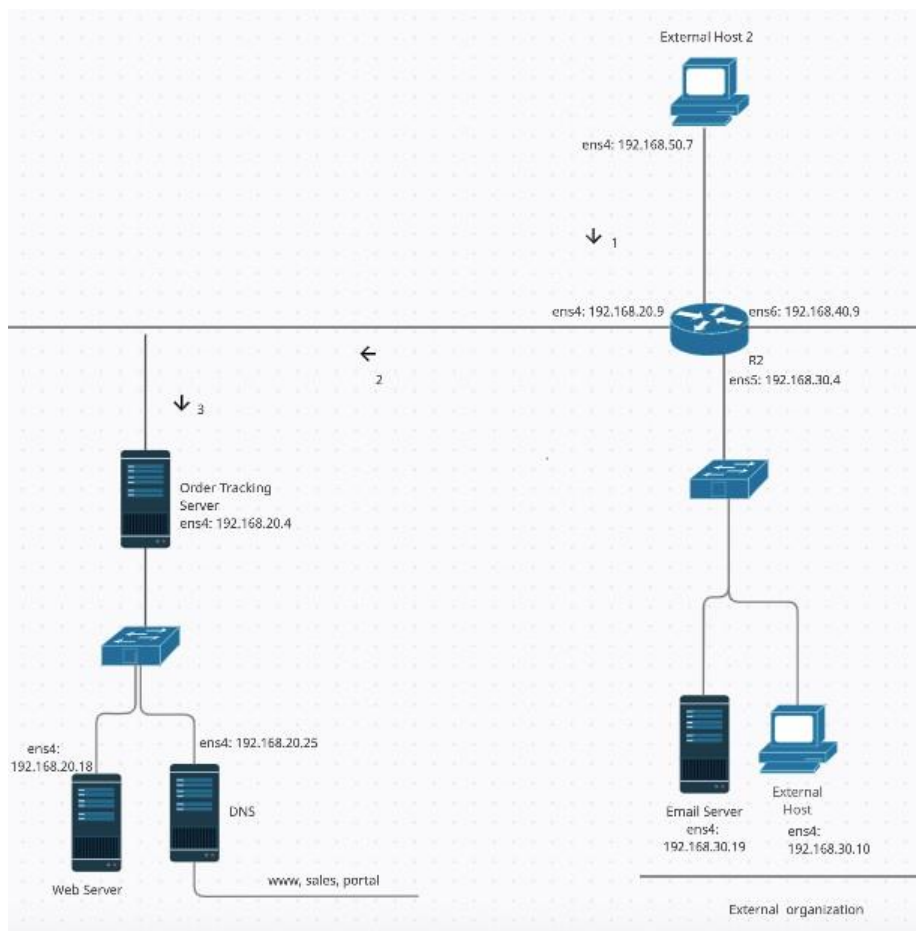 External Host 2
ens4: 192.168.50.7
1
ens4: 192.168.20.9
ens6: 192.168.40.9
R2
ens5: 192.168.30.4
2
3
Order Tracking
Server
ens4: 192.168.20.4
ens4: 192.168.20.25
ens4:
192.168.20.18
DNS
Web Server
www, sales, portal
Email Server
ens4:
192.168.30.19
External
Host
ens4:
192.168.30.10
External organization